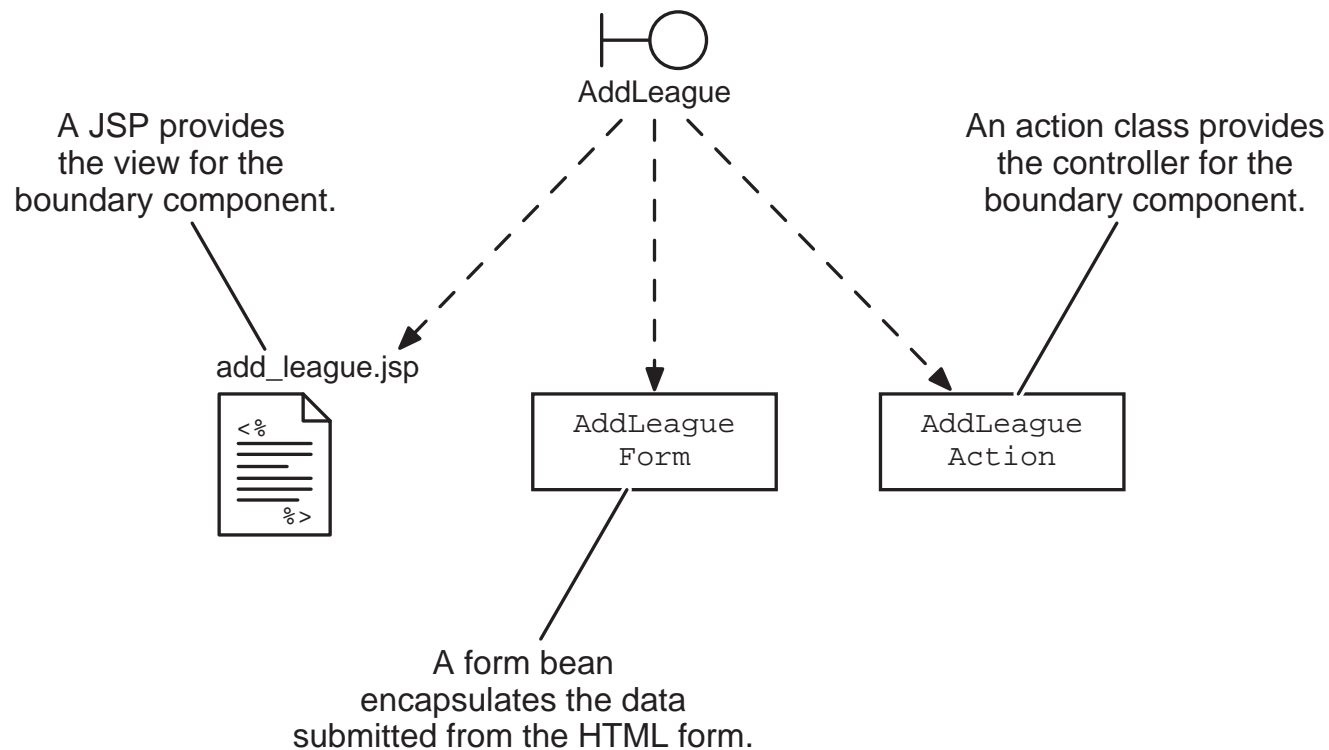 AddLeague
A JSP provides
the view for the
boundary component.
An action class provides
the controller for the
boundary component.
add_league.jsp
<%
%>
AddLeague
Form
AddLeague
Action
A form bean
encapsulates the data
submitted from the HTML form.